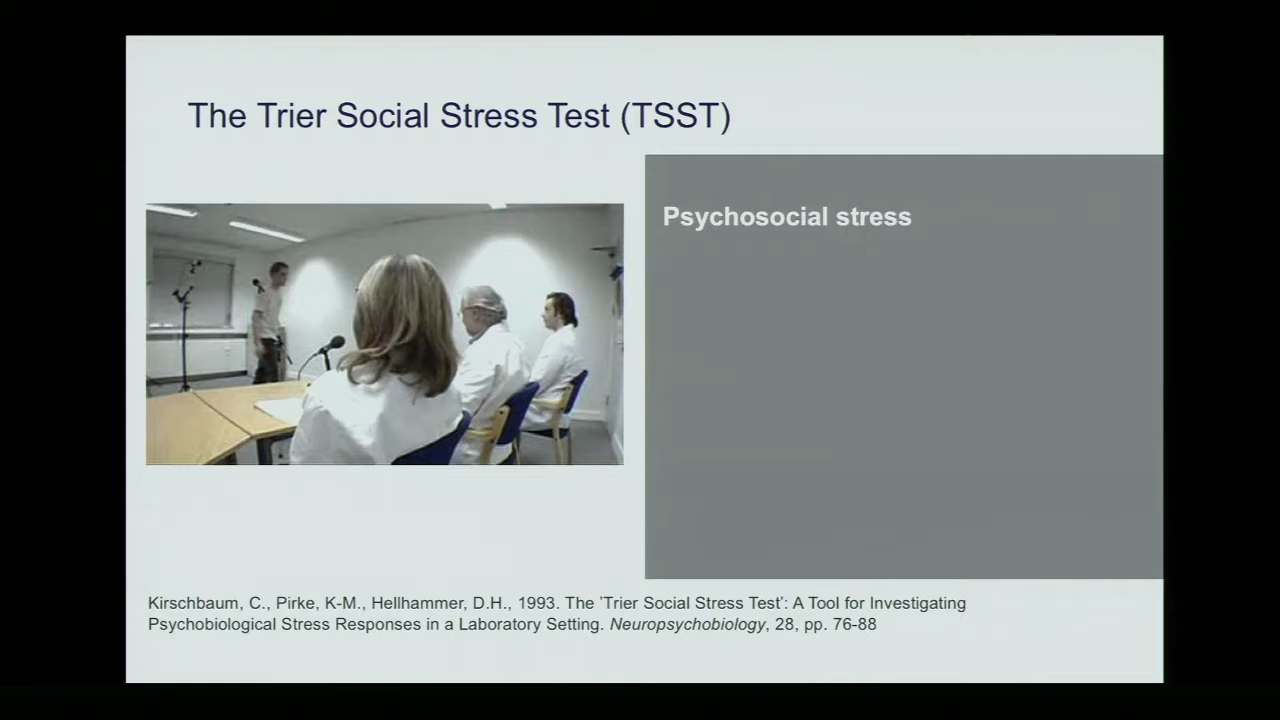 The Trier Social Stress Test (TSST)
Psychosocial stress
Kirschbaum, C., Pirke, K-M., Hellhammer, D.H., 1993. The 'Trier Social Stress Test': A Tool for Investigating
Psychobiological Stress Responses in a Laboratory Setting. Neuropsychobiology, 28, pp. 76-88